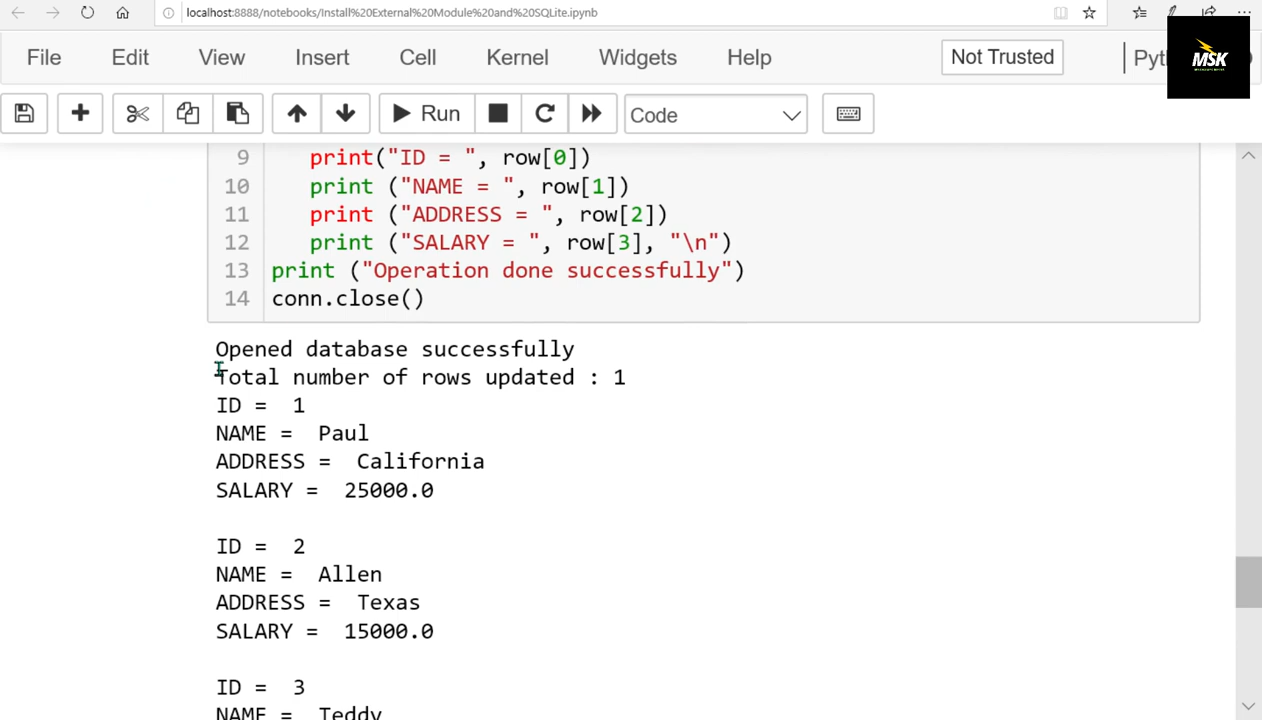 localhost:8888/notebooks/Install%20External%20Module%20and%20SQLite.ipynb
MSK
File Edit View Insert Cell Kernel Widgets Help Not Trusted
Run Code
9 print("ID = ", row[0])
10 print ("NAME = ", row[1])
11 print ("ADDRESS = ", row[2])
12 print ("SALARY = ", row[3], "\n")
13 print ("Operation done successfully")
14 conn.close()
Opened database successfully
Total number of rows updated : 1
ID = 1
NAME = Paul
ADDRESS = California
SALARY = 25000.0
ID = 2
NAME = Allen
ADDRESS = Texas
SALARY = 15000.0
ID = 3
NAME = Teddy